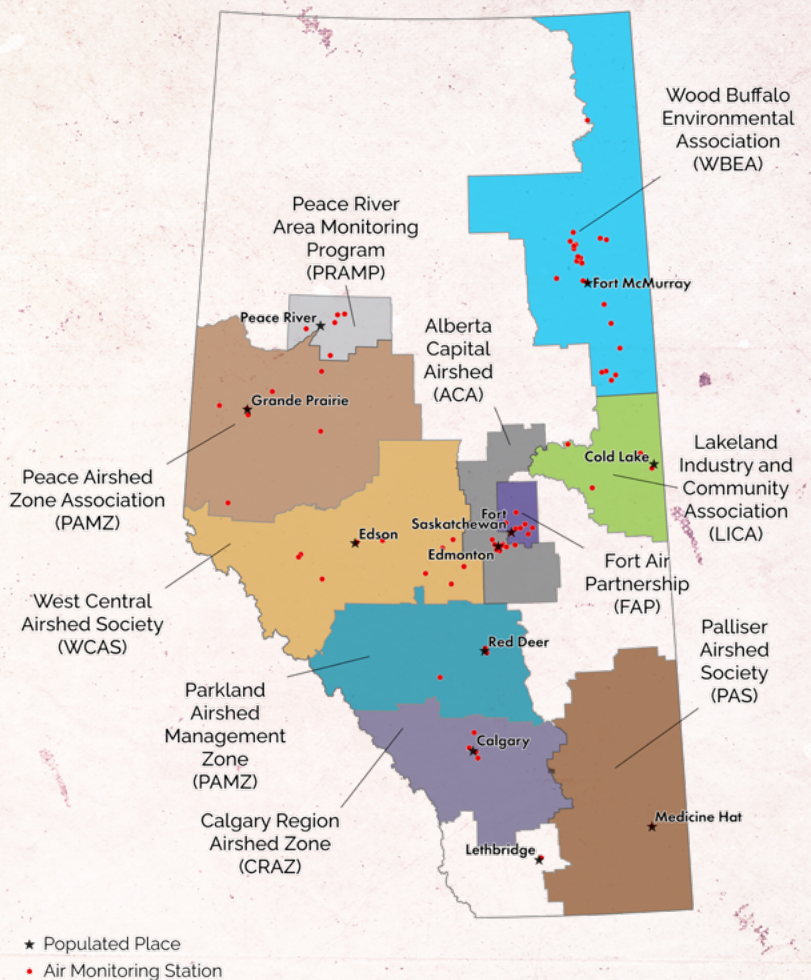 Wood Buffalo
Environmental
Association
(WBEA)
Peace River
Area Monitoring
Program
(PRAMP)
Fort McMurray
Peace River
Alberta
Capital
Airshed
(ACA)
Grande Prairie
Cold Lake
Lakeland
Industry and
Community
Association
(LICA)
Peace Airshed
Zone Association
(PAMZ)
Fort
Saskatchewan
Edson
Edmonton
Fort Air
Partnership
(FAP)
West Central
Airshed Society
(WCAS)
Palliser
Airshed
Society
(PAS)
Red Deer
Parkland
Airshed
Management
Zone
(PAMZ)
Calgary
Calgary Region
Airshed Zone
(CRAZ)
Medicine Hat
Lethbridge
Populated Place
Air Monitoring Station